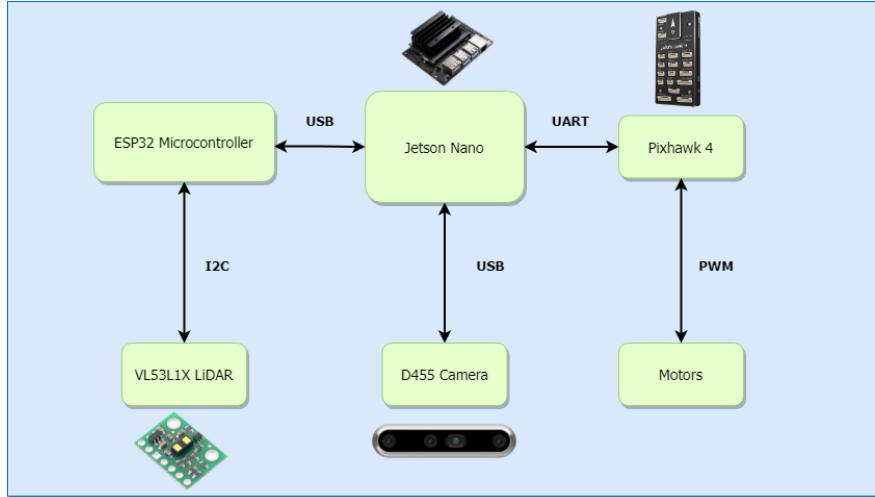 USB
UART
ESP32 Microcontroller
Jetson Nano
Pixhawk 4
I2C
USB
PWM
VL53L1X LiDAR
D455 Camera
Motors